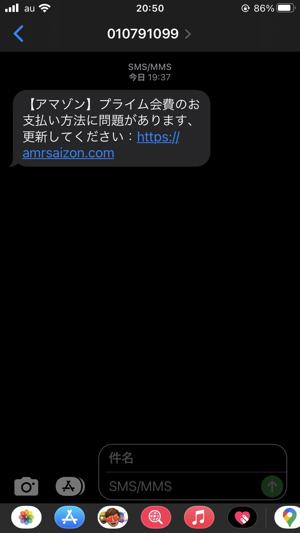 au
20:50
86%
010791099
SMS/MMS
今日 19:37
【アマゾン】プライム会費のお
支払い方法に問題があります、
更新してください：https://
amrsaizon.com
件名
SMS/MMS